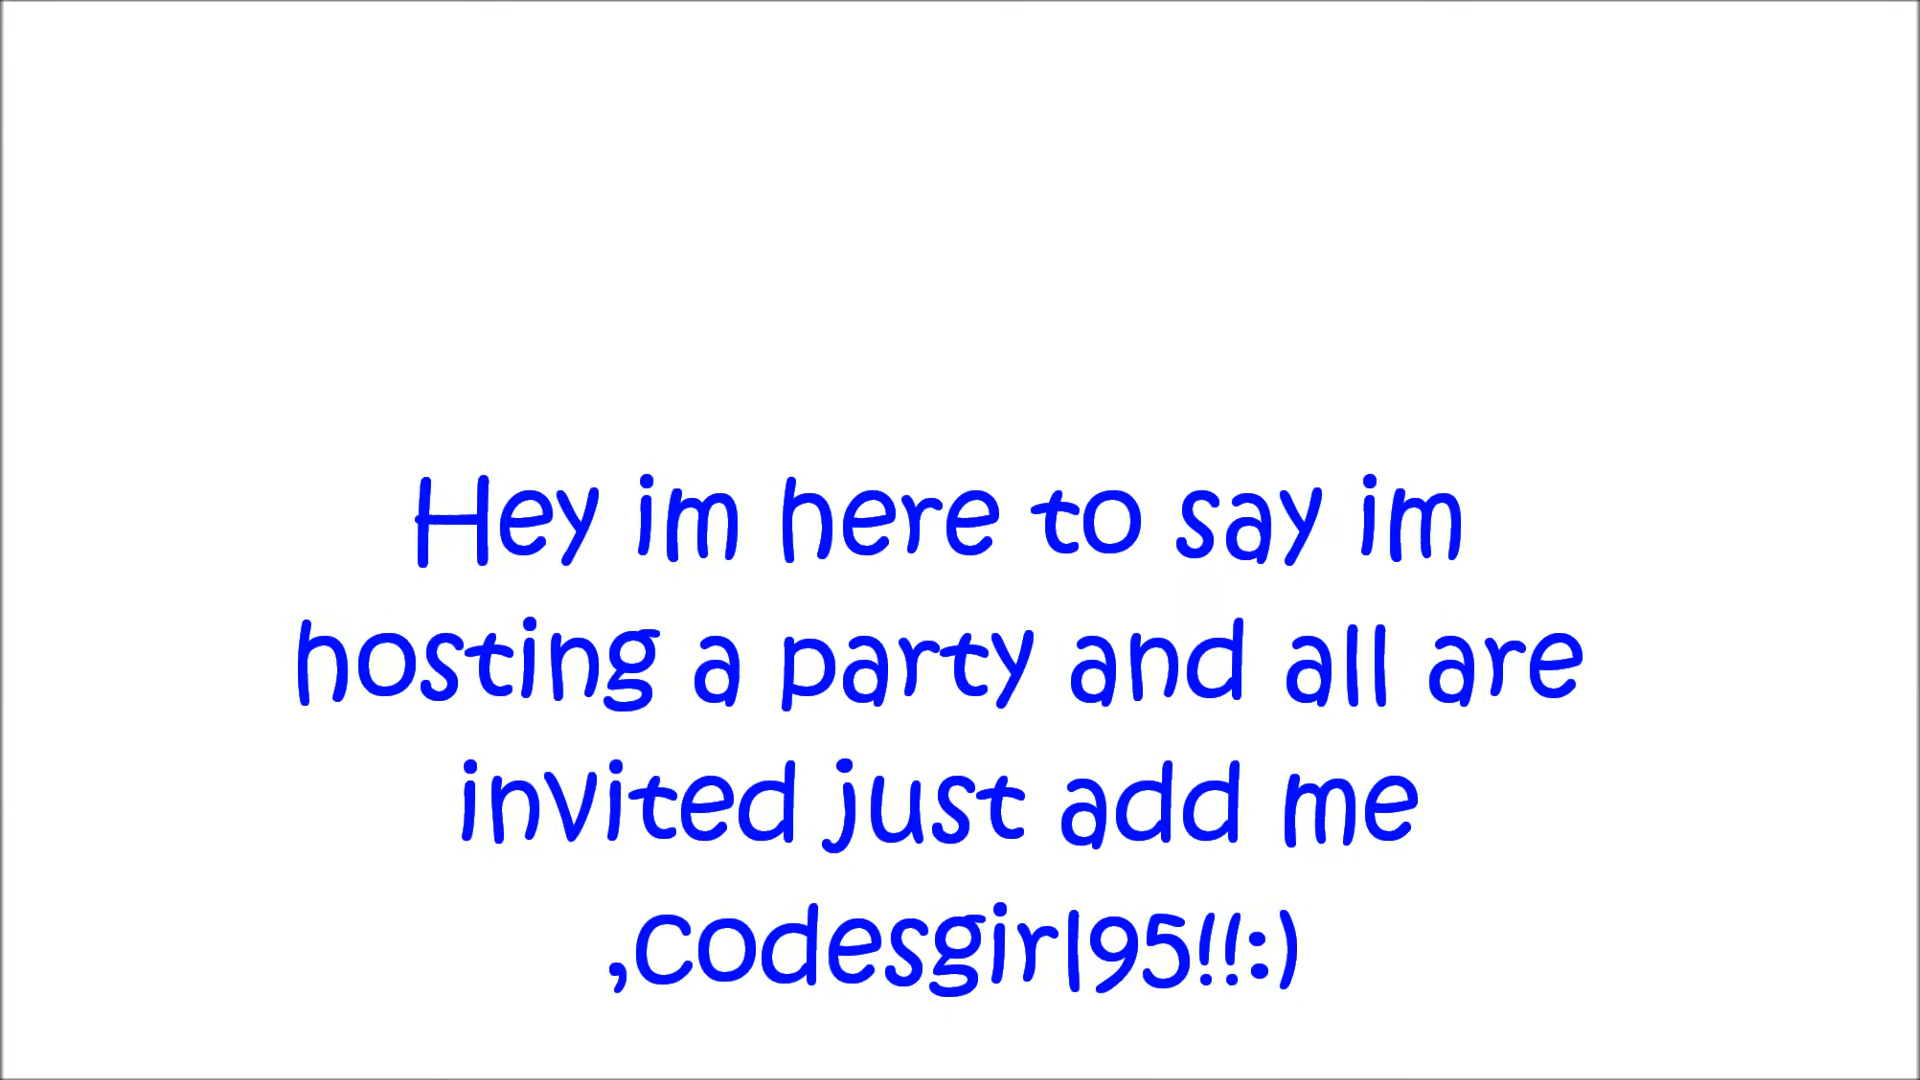 Hey im here to say im
hosting a party and all are
invited just add me
,codesgirl95!!:)